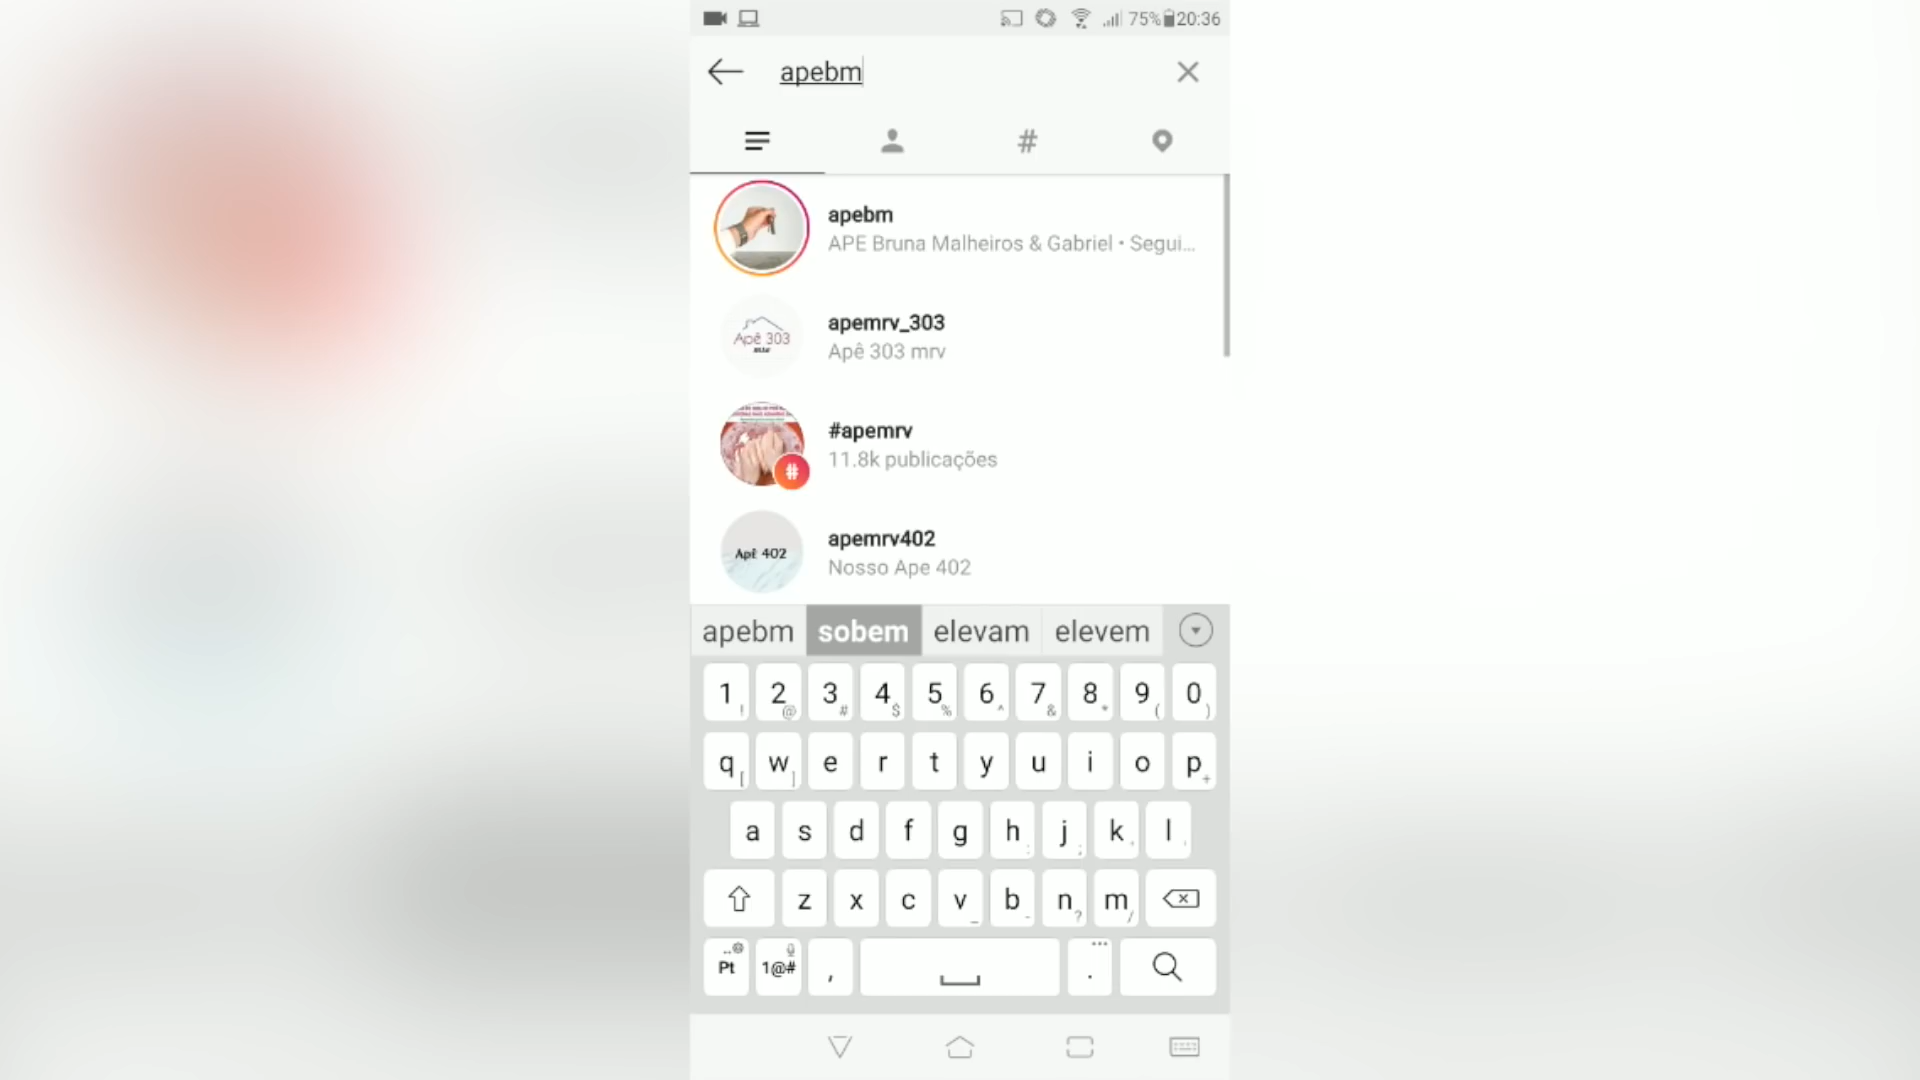 75% 20:36
apebm
#
apebm
APE Bruna Malheiros & Gabriel • Segui...
Apê 303
apemrv_303
Apê 303 mrv
#apemrv
11.8k publicações
#
Apê 402
apemrv402
Nosso Ape 402
apebm sobem elevam elevem
1 ! 2 @ 3 # 4 $ 5 % 6 ^ 7 & 8 * 9 ( 0 )
q [ w ] e r t y u i o p +
a s d f g h : j ; k l
z x c v _ b - n ? m /
Pt 1@# , . ...